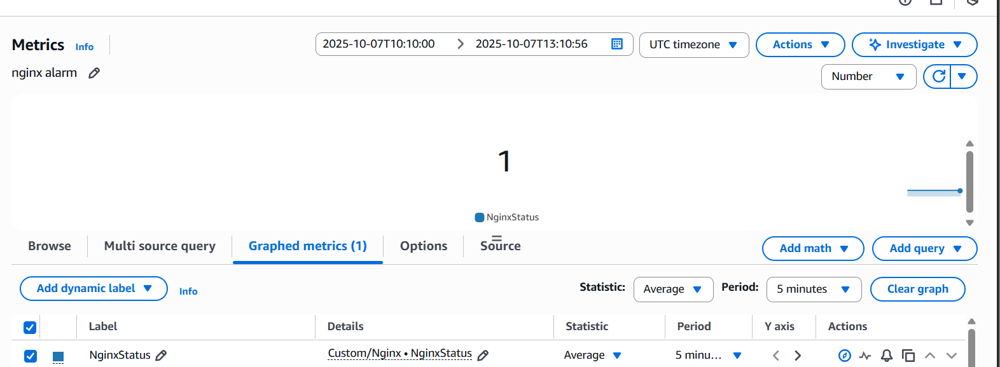 Metrics Info 2025-10-07T10:10:00 2025-10-07T13:10:56 UTC timezone Actions Investigate
nginx alarm Number
1
NginxStatus
Browse Multi source query Graphed metrics (1) Options Source Add math Add query
Add dynamic label Info Statistic: Average Period: 5 minutes Clear graph
Label Details Statistic Period Y axis Actions
NginxStatus Custom/Nginx • NginxStatus Average 5 minu...